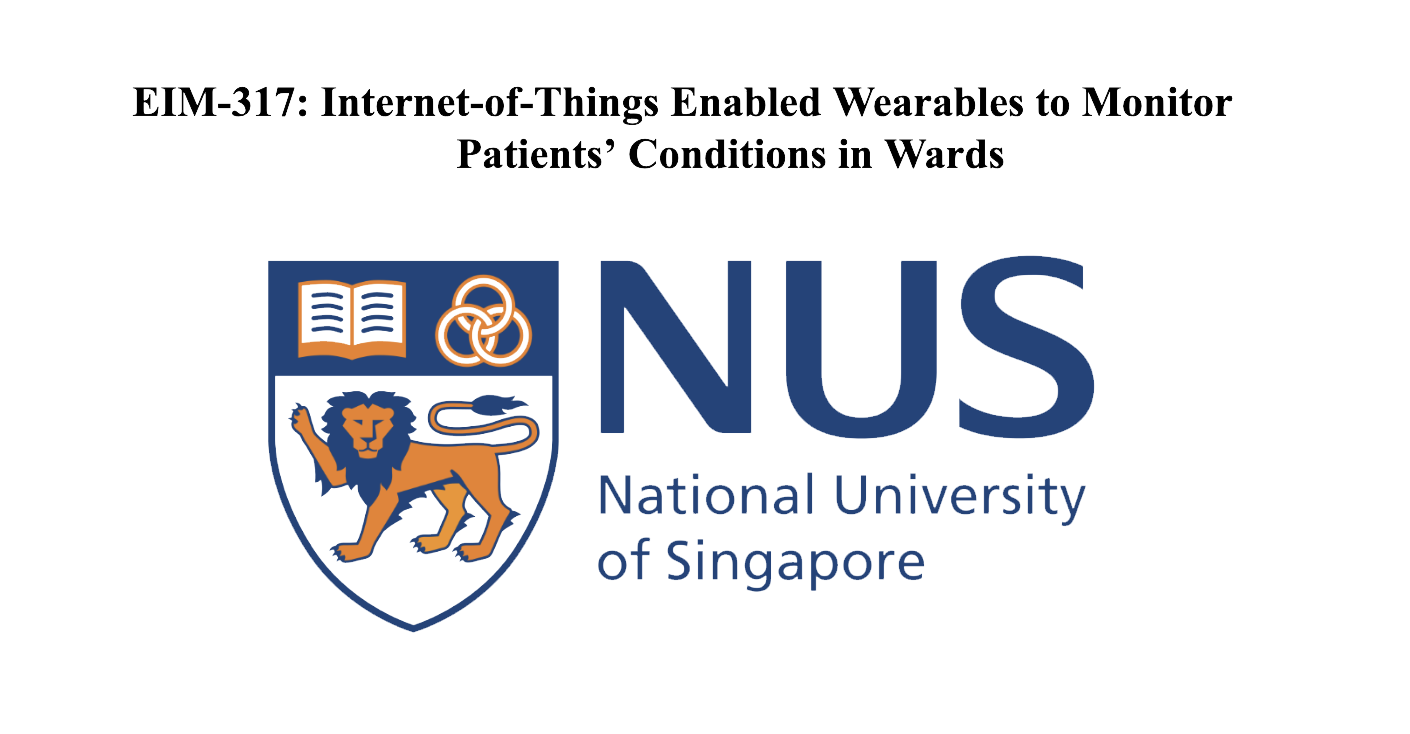 EIM-317: Internet-of-Things Enabled Wearables to Monitor
Patients’ Conditions in Wards
NUS
National University
of Singapore